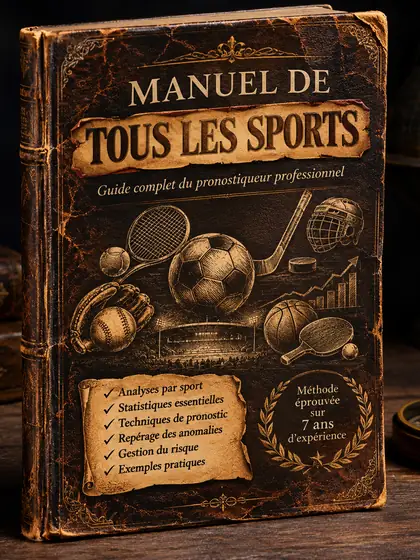 MANUEL DE
TOUS LES SPORTS
Guide complet du pronostiqueur professionnel
✓ Analyses par sport
✓ Statistiques essentielles
✓ Techniques de pronostic
✓ Repérage des anomalies
✓ Gestion du risque
✓ Exemples pratiques
Méthode
éprouvée
sur
7 ans
d'expérience